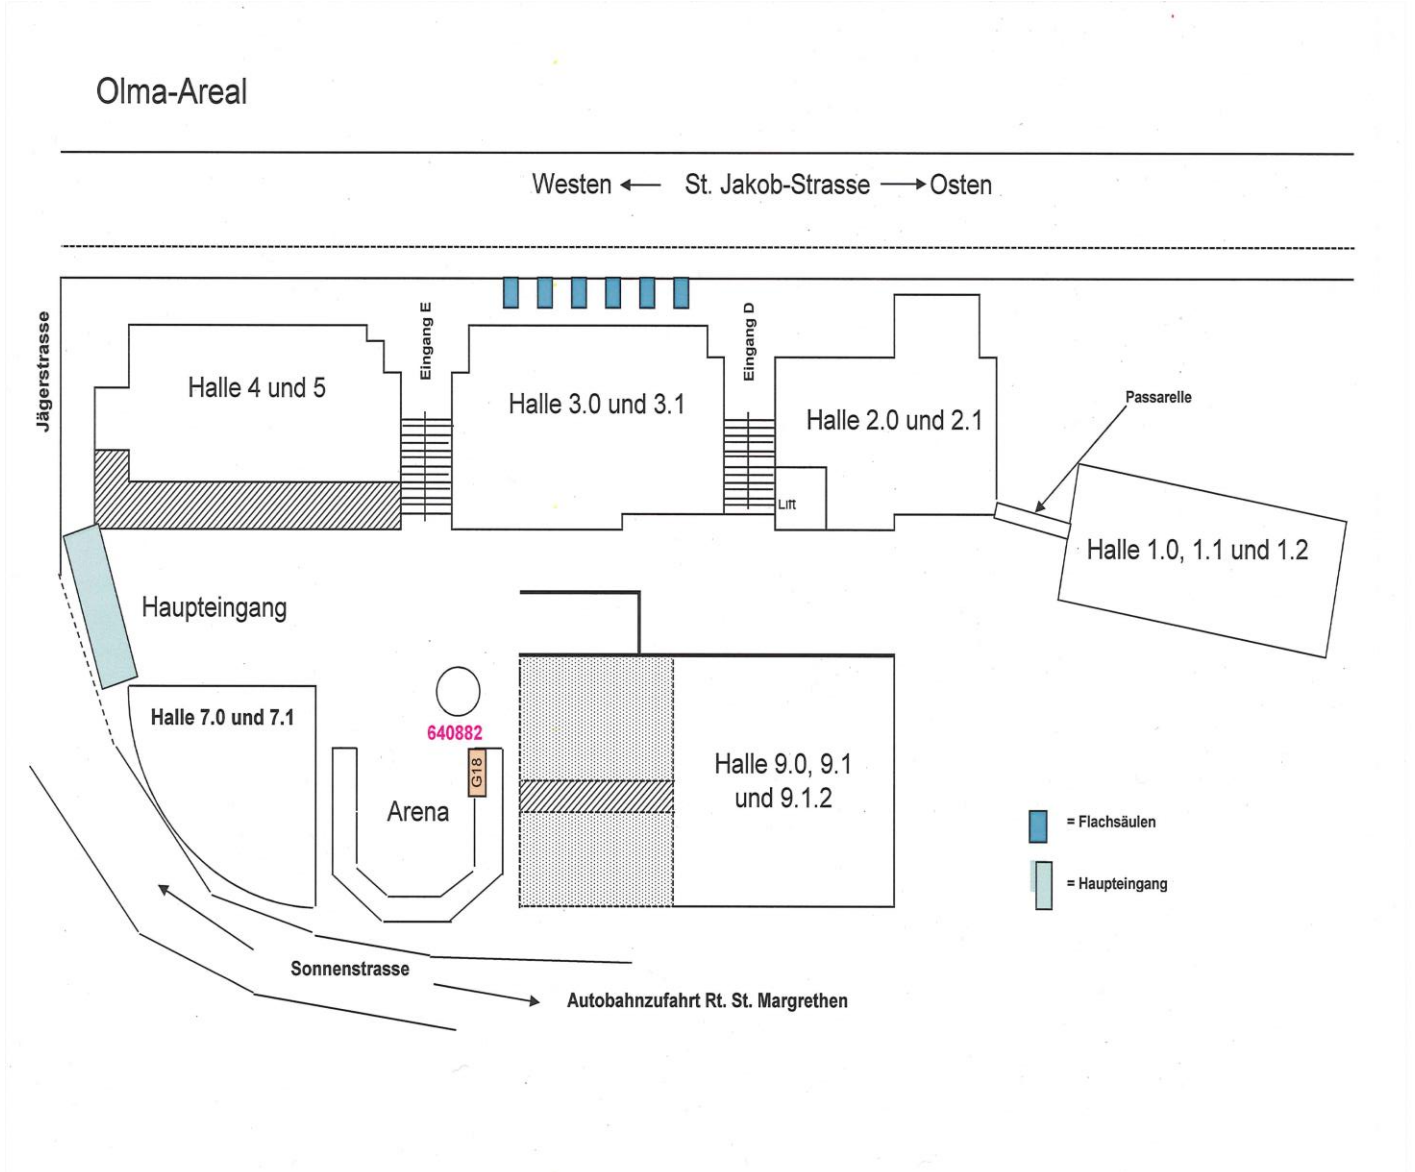 Olma-Areal
Westen
St. Jakob-Strasse
Osten
Jägerstrasse
Eingang E
Eingang D
Halle 4 und 5
Halle 3.0 und 3.1
Halle 2.0 und 2.1
Passarelle
Lift
Halle 1.0, 1.1 und 1.2
Haupteingang
Halle 7.0 und 7.1
640882
G18
Arena
Halle 9.0, 9.1
und 9.1.2
= Flachsäulen
= Haupteingang
Sonnenstrasse
Autobahnzufahrt Rt. St. Margrethen